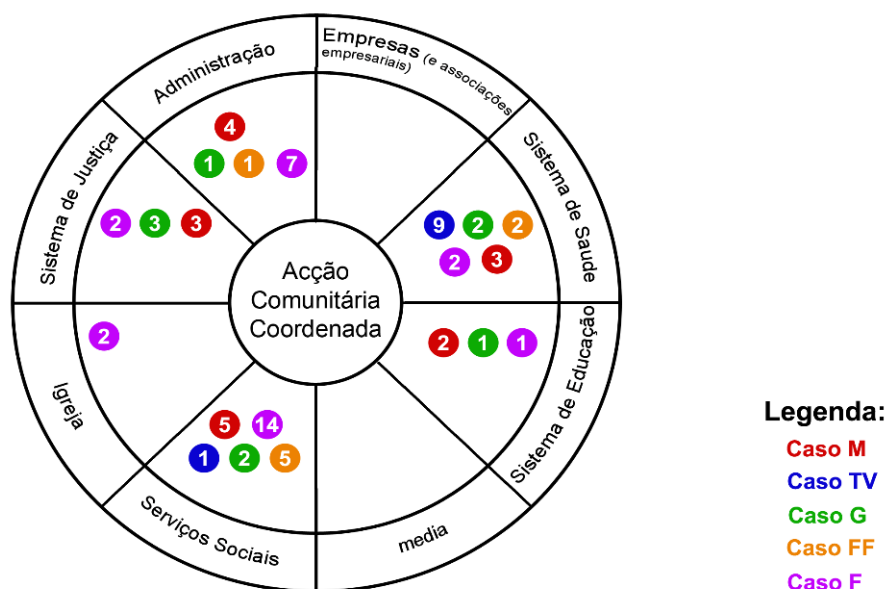 Administração
Empresas (e associações
empresariais)
Sistema de Justiça
Sistema de Saude
4
1 1 7
2 3 3
9 2 2
2 3
Acção
Comunitária
Coordenada
2
2 1 1
Igreja
Sistema de Educação
5 14
1 2 5
Serviços Sociais
media
Legenda:
Caso M
Caso TV
Caso G
Caso FF
Caso F